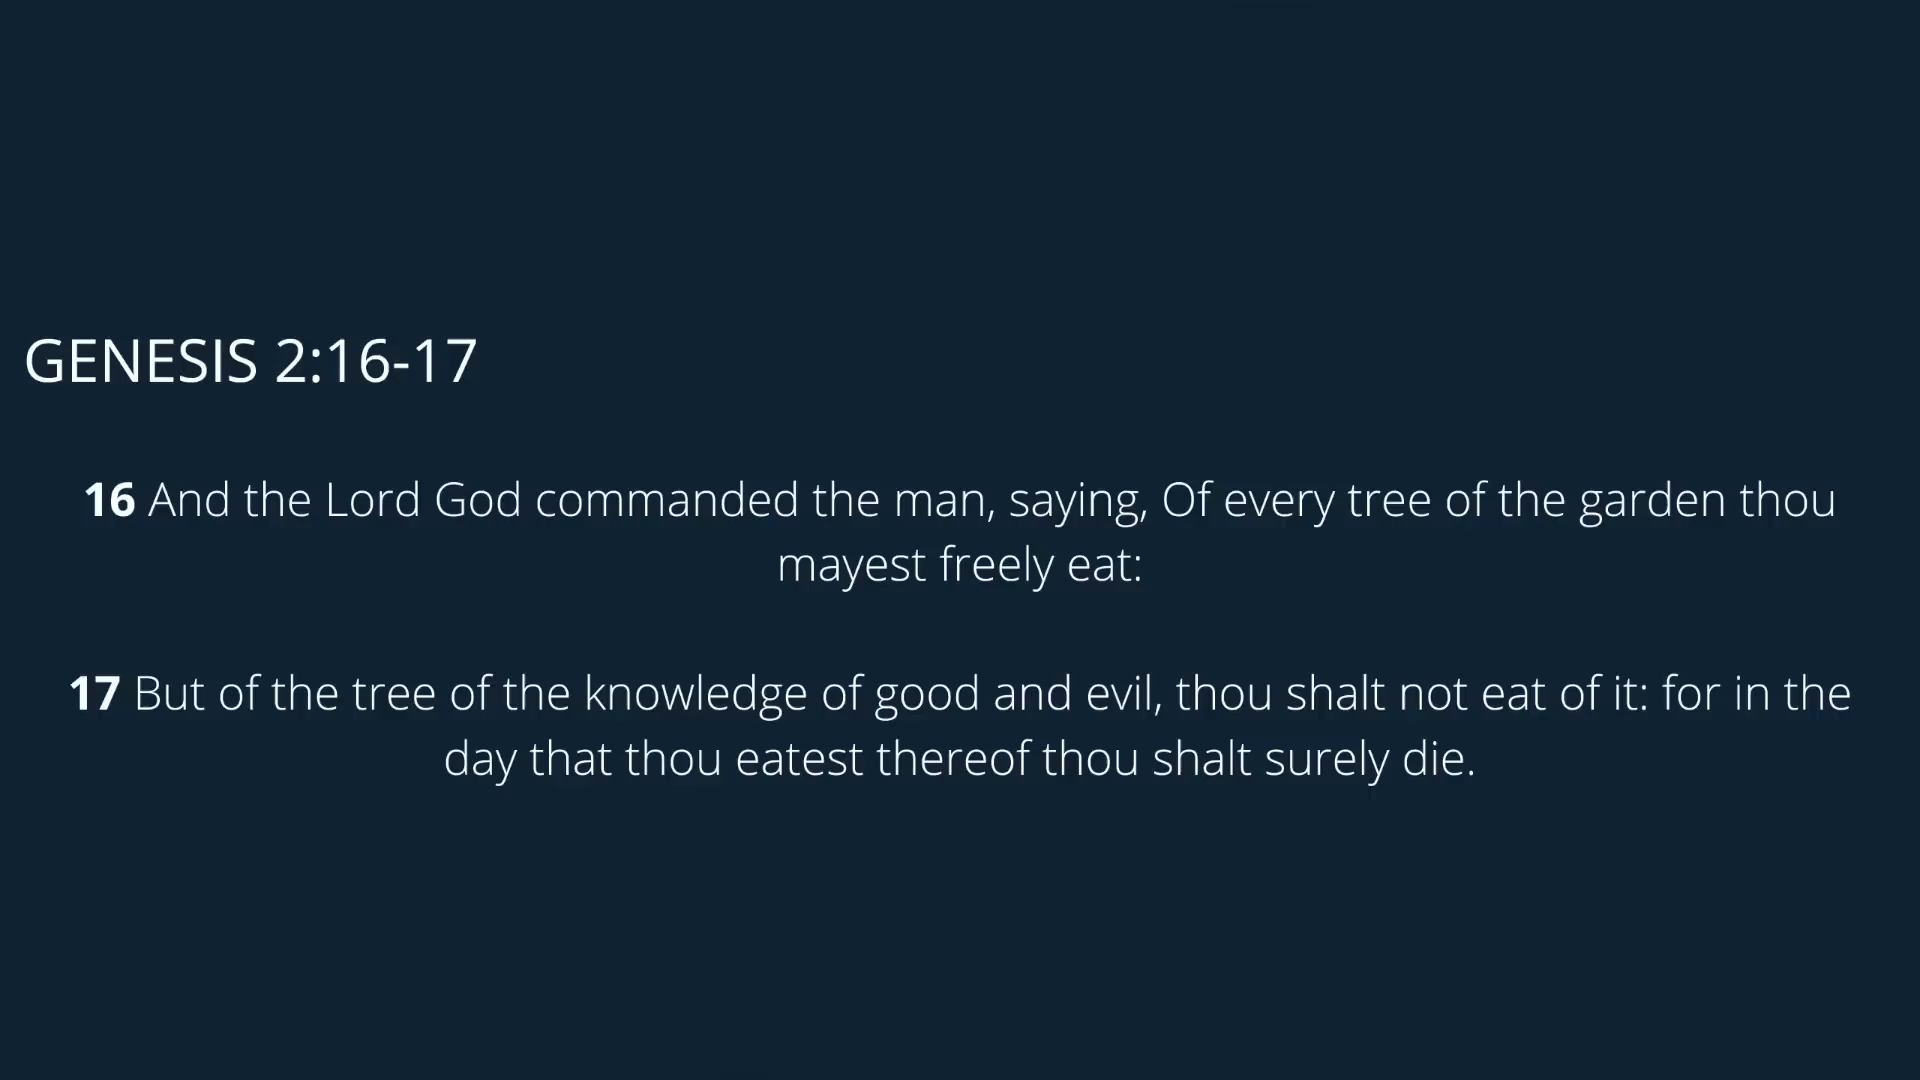 GENESIS 2:16-17
16 And the Lord God commanded the man, saying, Of every tree of the garden thou
mayest freely eat:
17 But of the tree of the knowledge of good and evil, thou shalt not eat of it: for in the
day that thou eatest thereof thou shalt surely die.